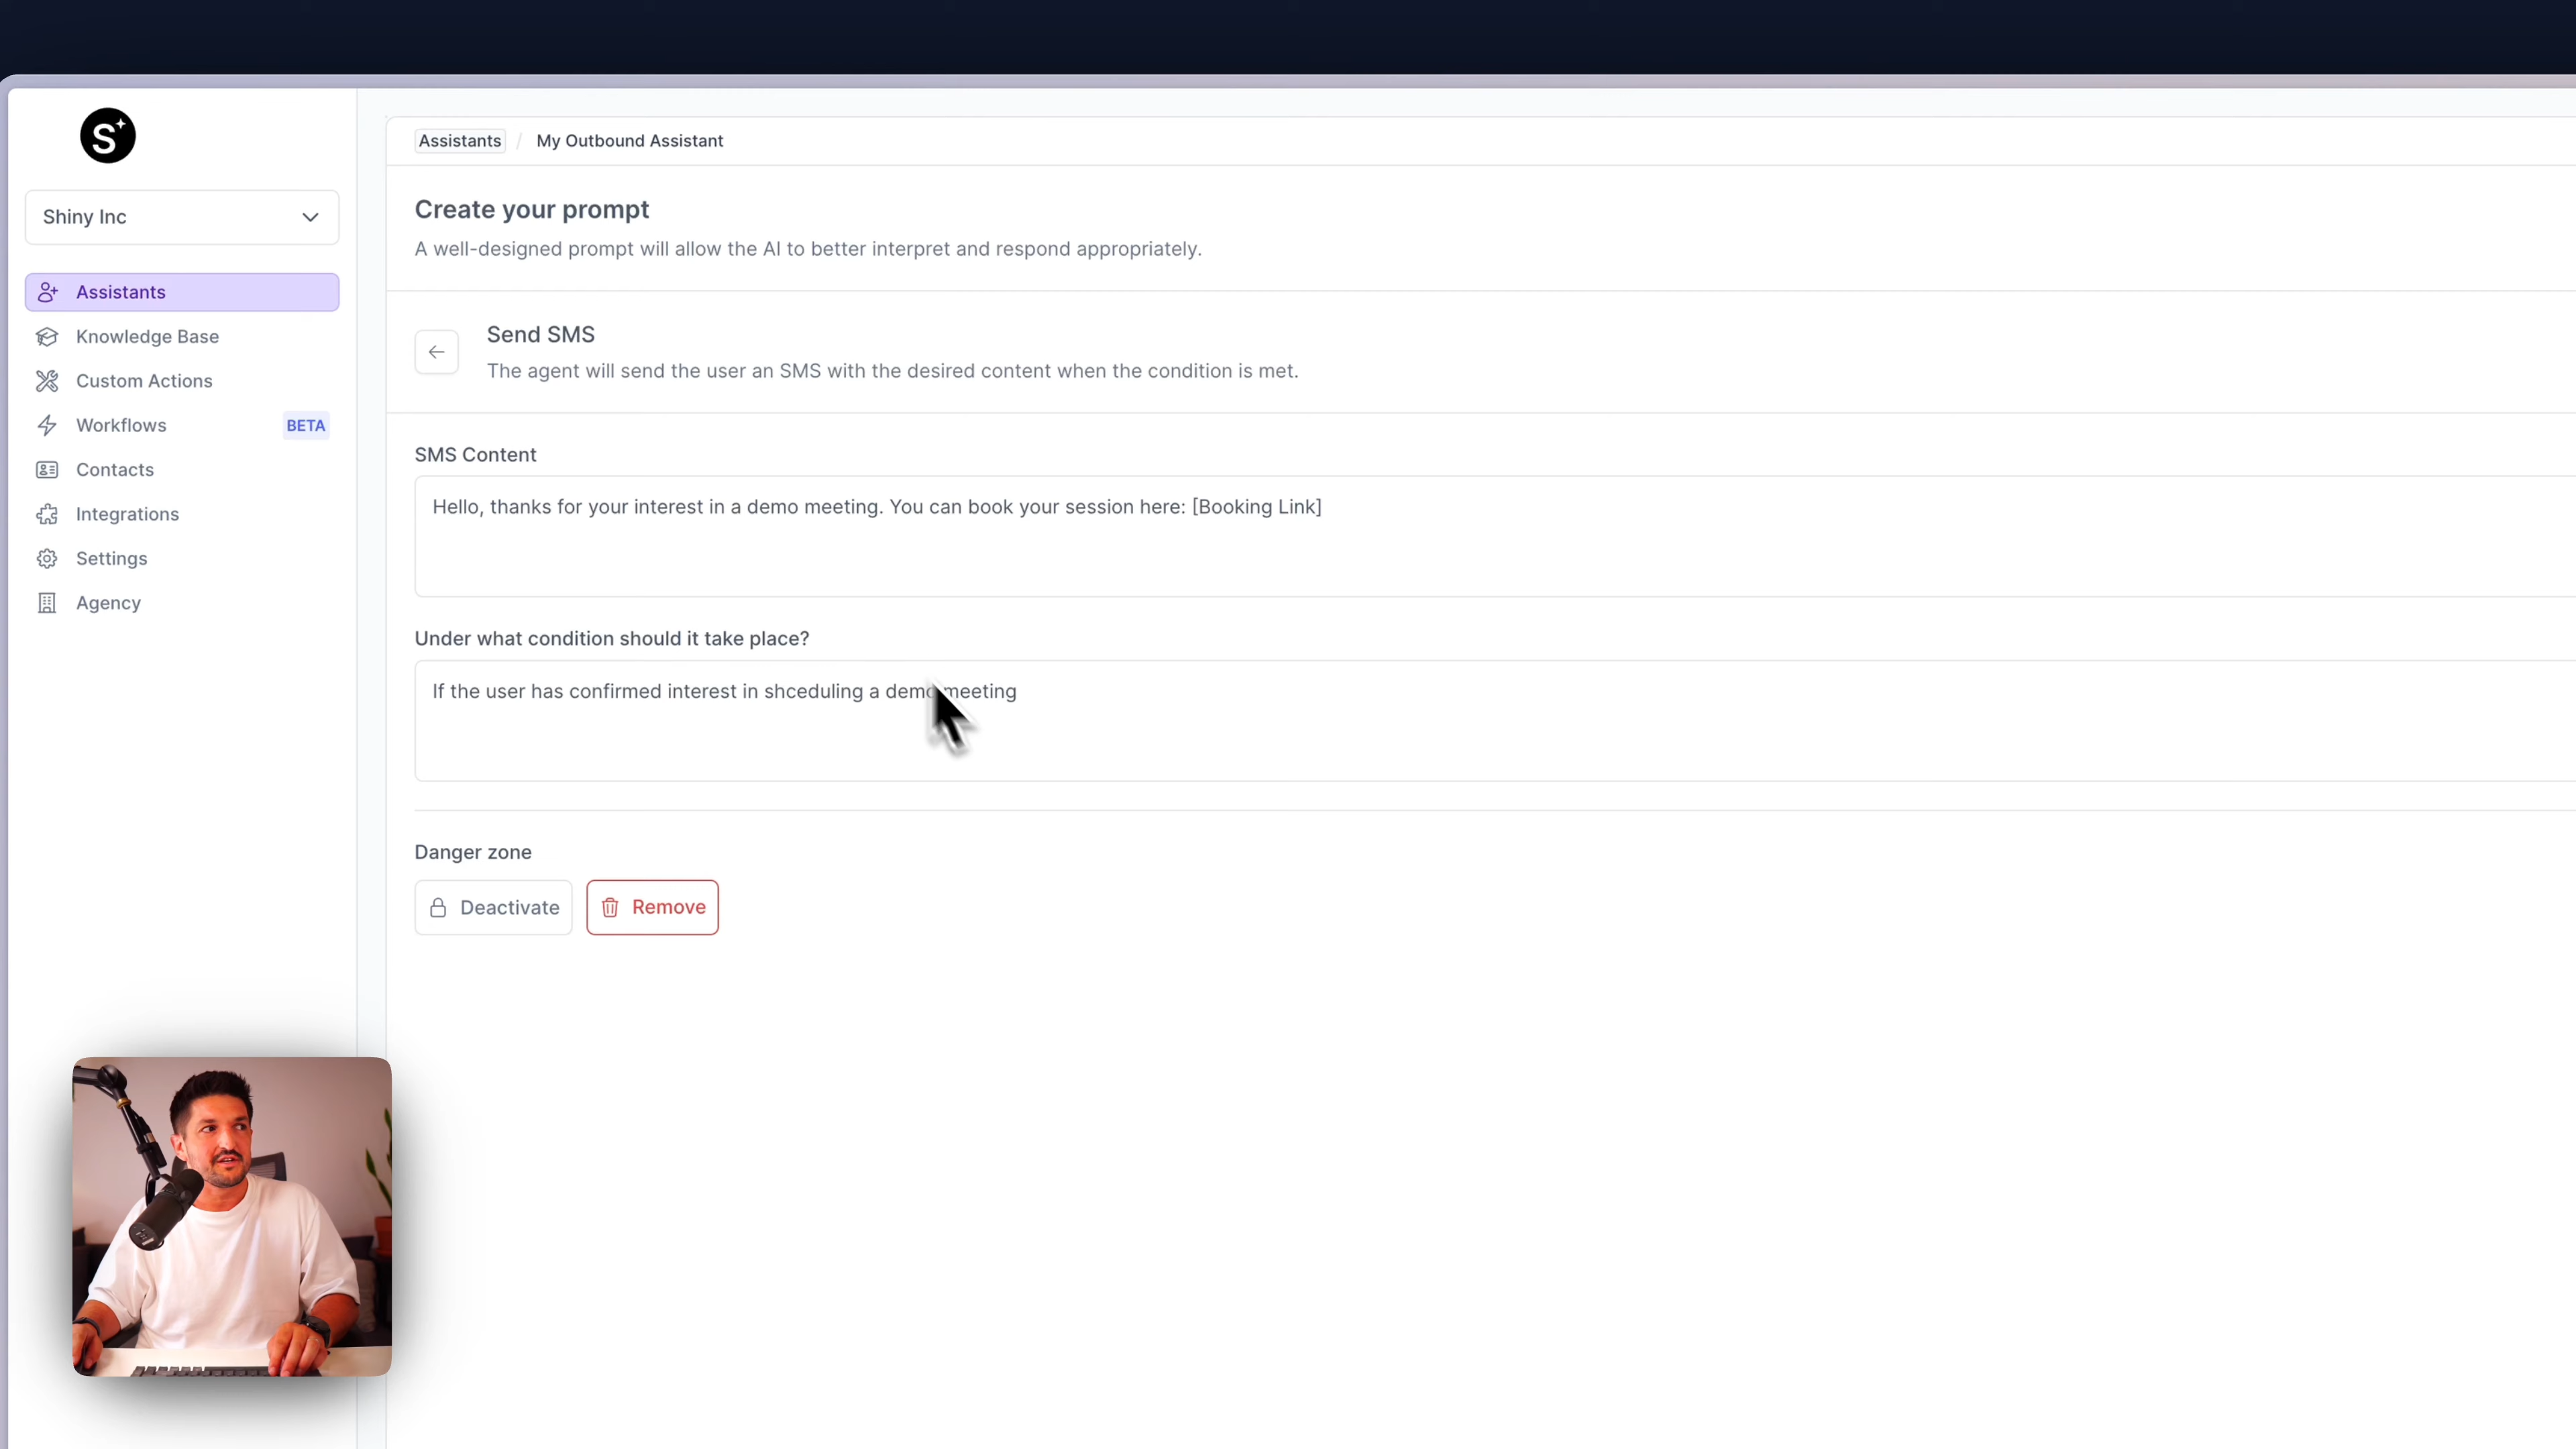 S
Shiny Inc
Assistants
Knowledge Base
Custom Actions
Workflows BETA
Contacts
Integrations
Settings
Agency
Assistants / My Outbound Assistant
Create your prompt
A well-designed prompt will allow the AI to better interpret and respond appropriately.
Send SMS
The agent will send the user an SMS with the desired content when the condition is met.
SMS Content
Hello, thanks for your interest in a demo meeting. You can book your session here: [Booking Link]
Under what condition should it take place?
If the user has confirmed interest in shceduling a demo meeting
Danger zone
Deactivate
Remove